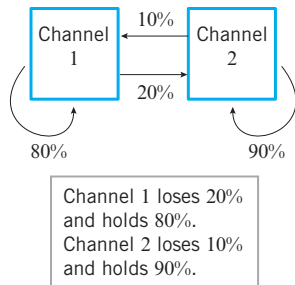 10%
Channel
1
Channel
2
20%
80%
90%
Channel 1 loses 20%
and holds 80%.
Channel 2 loses 10%
and holds 90%.